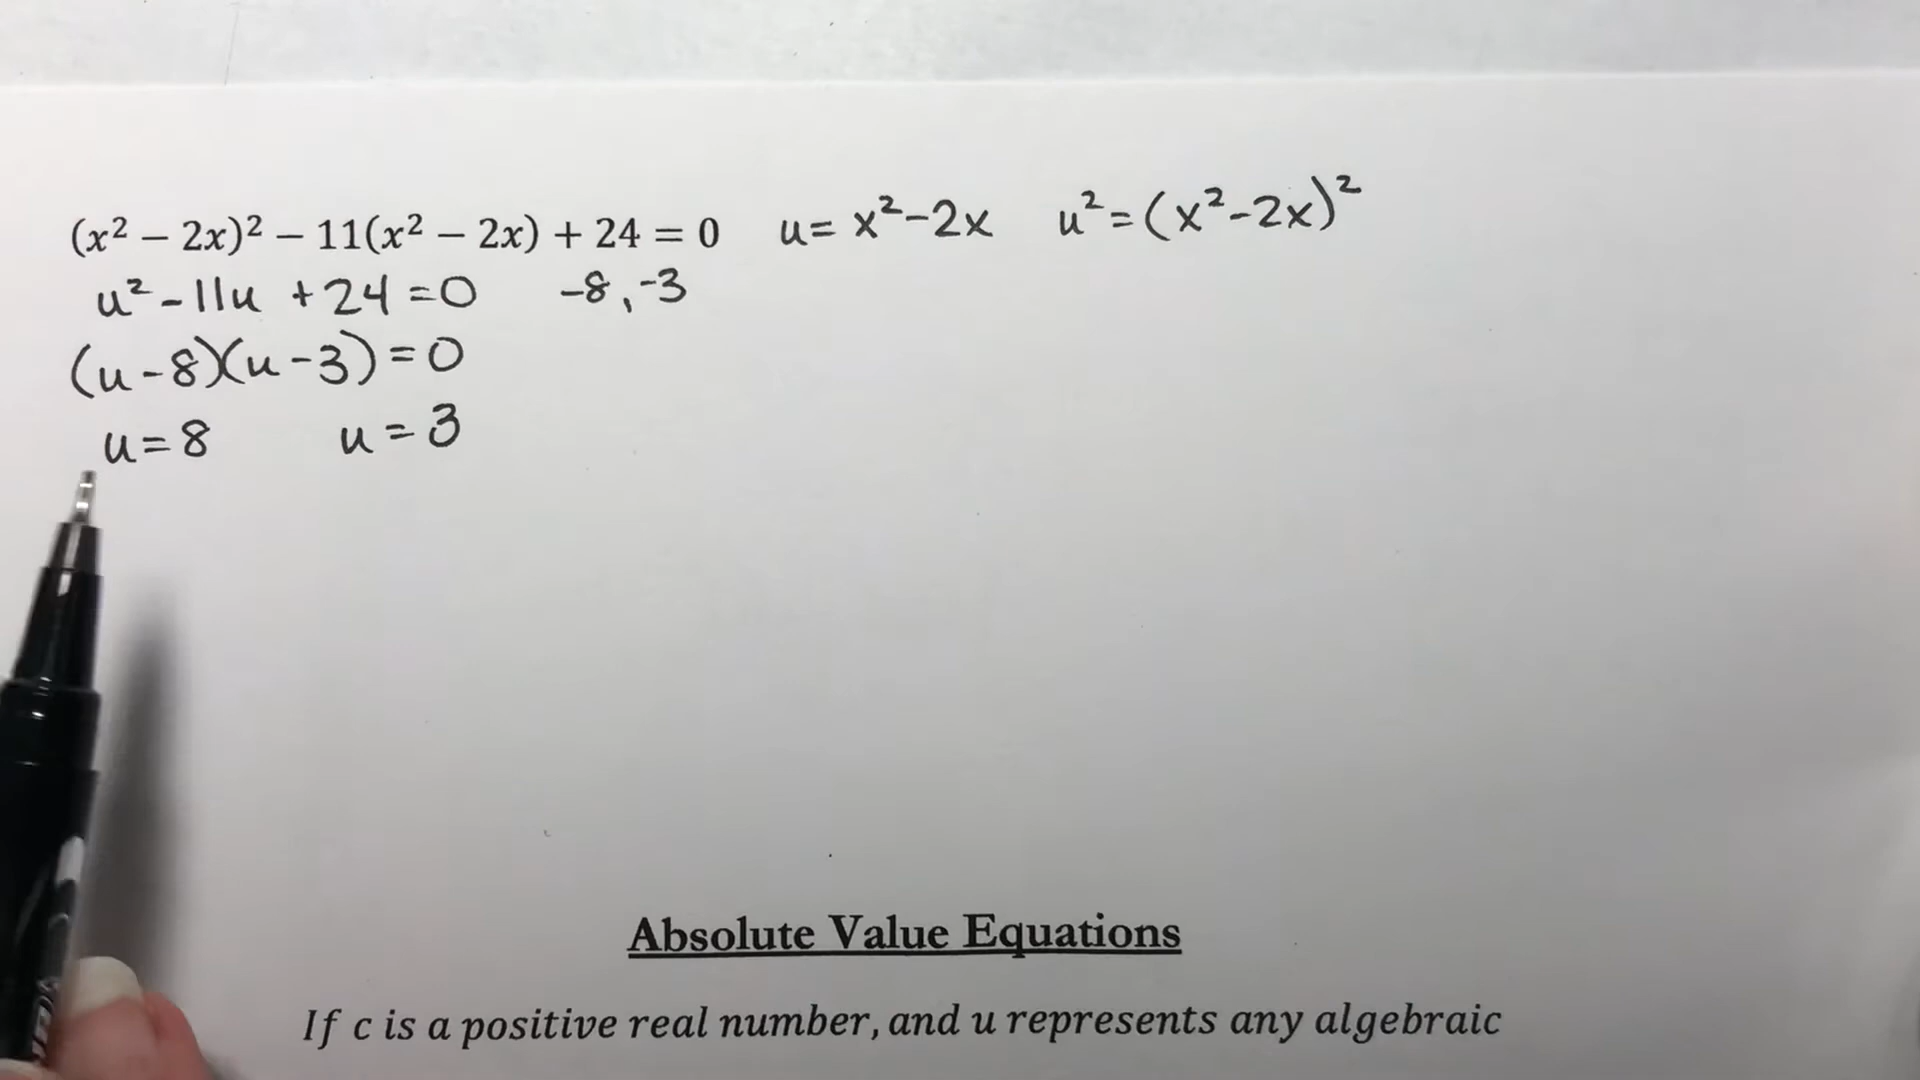 (x² − 2x)² − 11(x² − 2x) + 24 = 0 u = x² − 2x u² = (x² − 2x)²
u² − 11u + 24 = 0 −8, −3
(u − 8)(u − 3) = 0
u = 8 u = 3
Absolute Value Equations
If c is a positive real number, and u represents any algebraic